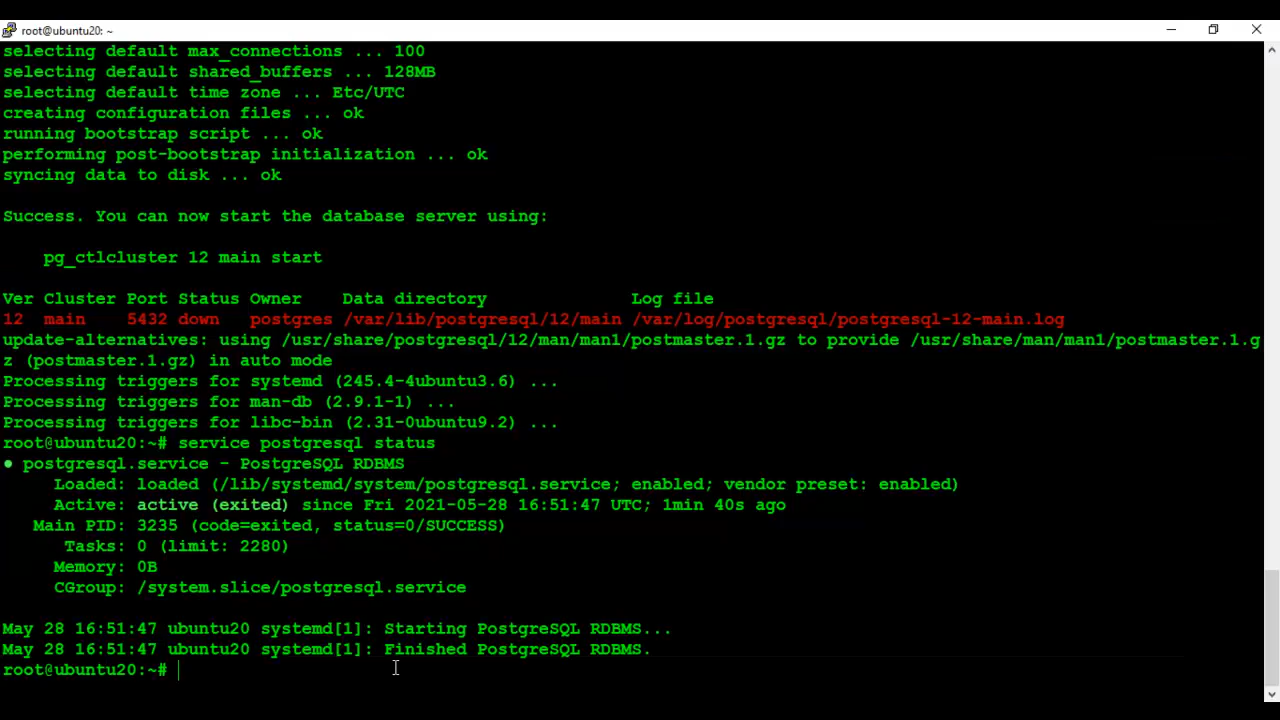 root@ubuntu20: ~
selecting default max_connections ... 100
selecting default shared_buffers ... 128MB
selecting default time zone ... Etc/UTC
creating configuration files ... ok
running bootstrap script ... ok
performing post-bootstrap initialization ... ok
syncing data to disk ... ok
Success. You can now start the database server using:
pg_ctlcluster 12 main start
Ver Cluster Port Status Owner    Data directory              Log file
12  main    5432 down   postgres /var/lib/postgresql/12/main /var/log/postgresql/postgresql-12-main.log
update-alternatives: using /usr/share/postgresql/12/man/man1/postmaster.1.gz to provide /usr/share/man/man1/postmaster.1.g
z (postmaster.1.gz) in auto mode
Processing triggers for systemd (245.4-4ubuntu3.6) ...
Processing triggers for man-db (2.9.1-1) ...
Processing triggers for libc-bin (2.31-0ubuntu9.2) ...
root@ubuntu20:~# service postgresql status
● postgresql.service - PostgreSQL RDBMS
Loaded: loaded (/lib/systemd/system/postgresql.service; enabled; vendor preset: enabled)
Active: active (exited) since Fri 2021-05-28 16:51:47 UTC; 1min 40s ago
Main PID: 3235 (code=exited, status=0/SUCCESS)
Tasks: 0 (limit: 2280)
Memory: 0B
CGroup: /system.slice/postgresql.service
May 28 16:51:47 ubuntu20 systemd[1]: Starting PostgreSQL RDBMS...
May 28 16:51:47 ubuntu20 systemd[1]: Finished PostgreSQL RDBMS.
root@ubuntu20:~#